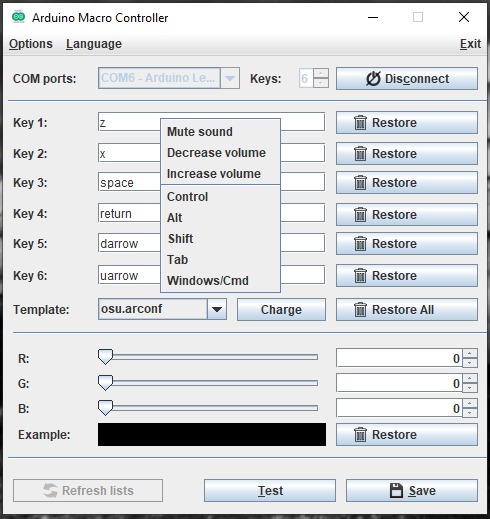 Arduino Macro Controller
Options Language Exit
COM ports: COM6 - Arduino Le... Keys: 6 Disconnect
Key 1: z Restore
Mute sound
Key 2: x Decrease volume Restore
Increase volume
Key 3: space Restore
Control
Key 4: return Alt Restore
Shift
Key 5: darrow Restore
Tab
Key 6: uarrow Windows/Cmd Restore
Template: osu.arconf Charge Restore All
R: 0
G: 0
B: 0
Example: Restore
Refresh lists Test Save